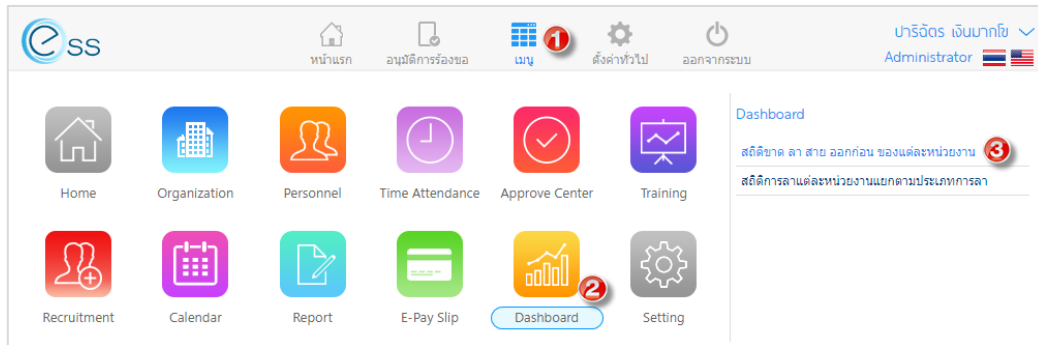 ess
หน้าแรก
อนุมัติการร้องขอ
เมนู
1
ตั้งค่าทั่วไป
ออกจากระบบ
ปาริฉัตร เงินมากโข
Administrator
Home
Organization
Personnel
Time Attendance
Approve Center
Training
Recruitment
Calendar
Report
E-Pay Slip
2
Dashboard
Setting
Dashboard
สถิติขาด ลา สาย ออกก่อน ของแต่ละหน่วยงาน 3
สถิติการลาแต่ละหน่วยงานแยกตามประเภทการลา